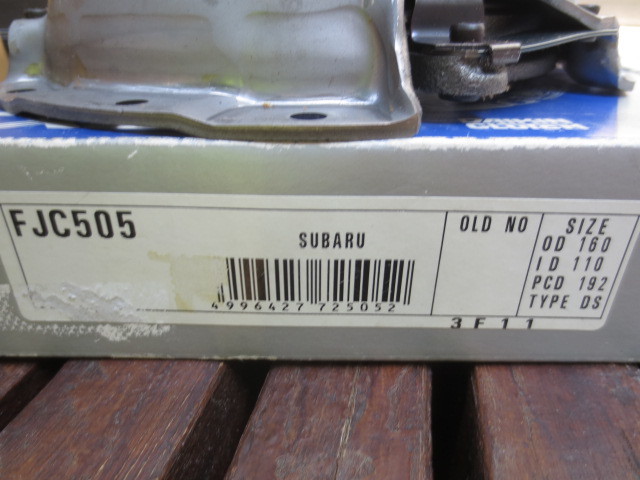 FJC505
SUBARU
4996427 725052
OLD NO
3F11
SIZE
OD 160
ID 110
PCD 192
TYPE DS